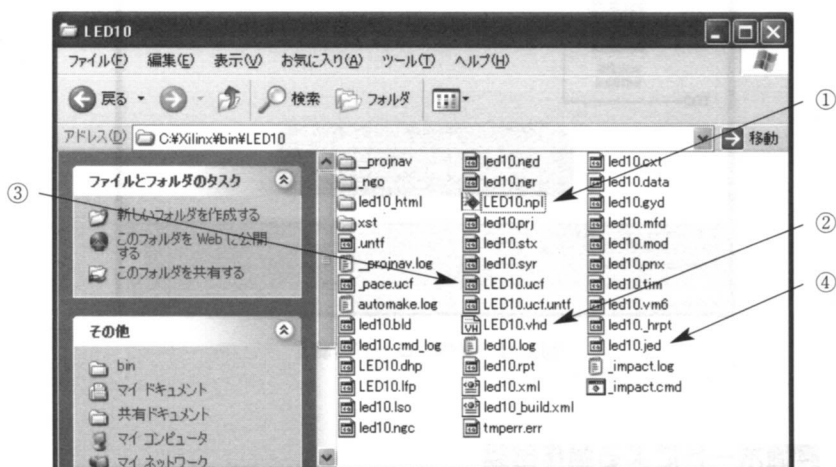 LED10
ファイル(F) 編集(E) 表示(V) お気に入り(A) ツール(T) ヘルプ(H)
戻る 検索 フォルダ
アドレス(D) C:¥Xilinx¥bin¥LED10 移動
①
②
③
④
ファイルとフォルダのタスク
新しいフォルダを作成する
このフォルダを Web に公開
する
このフォルダを共有する
その他
bin
マイ ドキュメント
共有ドキュメント
マイ コンピュータ
マイ ネットワーク
_projnav
_ngo
led10_html
xst
.untf
__projnav.log
_pace.ucf
automake.log
led10.bld
led10.cmd_log
LED10.dhp
LED10.lfp
led10.lso
led10.ngc
led10.ngd
led10.ngr
LED10.npl
led10.prj
led10.stx
led10.syr
LED10.ucf
LED10.ucf.untf
LED10.vhd
led10.log
led10.rpt
led10.xml
led10_build.xml
tmperr.err
led10.cxt
led10.data
led10.gyd
led10.mfd
led10.mod
led10.pnx
led10.tim
led10.vm6
led10._hrpt
led10.jed
_impact.log
_impact.cmd